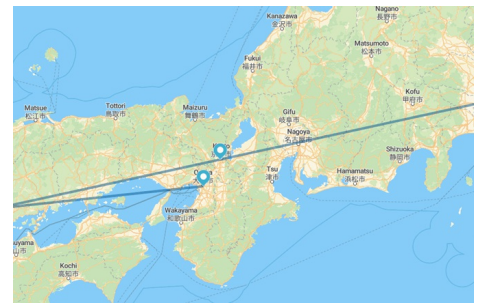 Kanazawa
金沢市
Nagano
長野市
Matsumoto
松本市
Fukui
福井市
Kofu
甲府市
Matsue
松江市
Tottori
鳥取市
Maizuru
舞鶴市
Gifu
岐阜市
Nagoya
名古屋市
Shizuoka
静岡市
Tsu
津市
Hamamatsu
浜松市
Wakayama
和歌山市
uyama
山市
Kochi
高知市